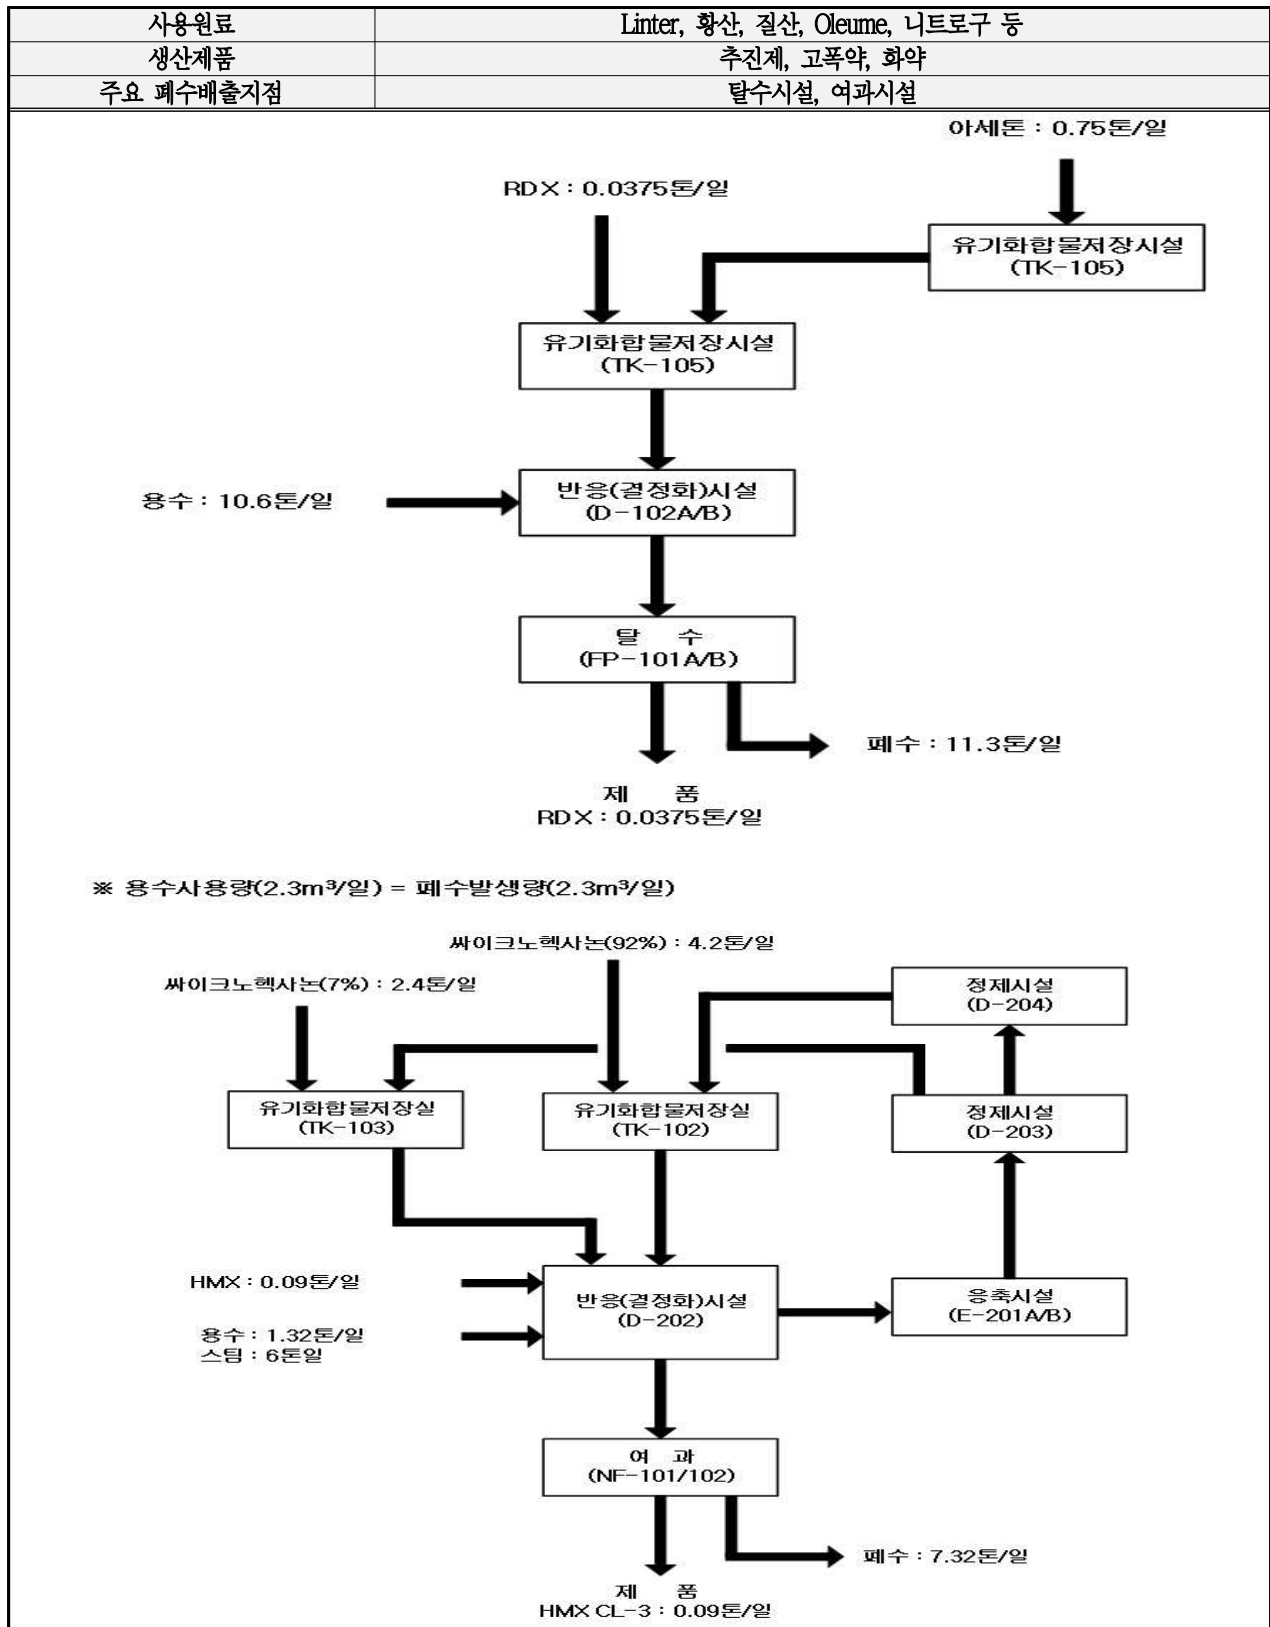 사용원료 Linter, 황산, 질산, Oleume, 니트로구 등
생산제품 추진제, 고폭약, 화약
주요 폐수배출지점 탈수시설, 여과시설
아세톤 : 0.75톤/일
RDX : 0.0375톤/일
유기화합물저장시설
(TK-105)
유기화합물저장시설
(TK-105)
반응(결정화)시설
(D-102A/B)
용수 : 10.6톤/일
탈 수
(FP-101A/B)
폐수 : 11.3톤/일
제 품
RDX : 0.0375톤/일
※ 용수사용량(2.3m³/일) = 폐수발생량(2.3m³/일)
싸이크노헥사논(92%) : 4.2톤/일
싸이크노헥사논(7%) : 2.4톤/일
정제시설
(D-204)
유기화합물저장실
(TK-103)
유기화합물저장실
(TK-102)
정제시설
(D-203)
HMX : 0.09톤/일
용수 : 1.32톤/일
스팀 : 6톤일
반응(결정화)시설
(D-202)
응축시설
(E-201A/B)
여 과
(NF-101/102)
폐수 : 7.32톤/일
제 품
HMX CL-3 : 0.09톤/일